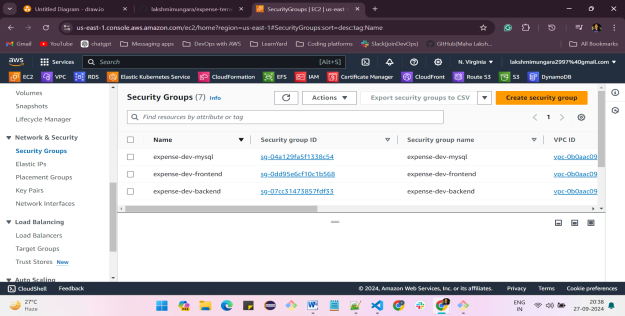 Untitled Diagram - draw.io
lakshmimungara/expense-terr
SecurityGroups | EC2 | us-east-
us-east-1.console.aws.amazon.com/ec2/home?region=us-east-1#SecurityGroups:sort=desc:tag:Name
Gmail YouTube chatgpt Messaging apps DevOps with AWS LearnYard Coding platforms Slack(JoinDevOps) GitHub(Maha Laksh... All Bookmarks
aws Services Search [Alt+S] N. Virginia lakshmimungara2997%40gmail.com
EC2 VPC RDS Elastic Kubernetes Service CloudFormation EFS IAM Certificate Manager CloudFront Route 53 S3 DynamoDB
Volumes
Snapshots
Lifecycle Manager
Network & Security
Security Groups
Elastic IPs
Placement Groups
Key Pairs
Network Interfaces
Load Balancing
Load Balancers
Target Groups
Trust Stores New
Auto Scaling
Security Groups (7) Info
Actions
Export security groups to CSV
Create security group
Find resources by attribute or tag
1
Name Security group ID Security group name VPC ID
expense-dev-mysql sg-04a129fa5f1338c54 expense-dev-mysql vpc-0b0aac09
expense-dev-frontend sg-0dd95e6cf10c1b568 expense-dev-frontend vpc-0b0aac09
expense-dev-backend sg-07cc31473857fdf33 expense-dev-backend vpc-0b0aac09
CloudShell Feedback © 2024, Amazon Web Services, Inc. or its affiliates. Privacy Terms Cookie preferences
27°C
Haze
ENG
IN
20:38
27-09-2024